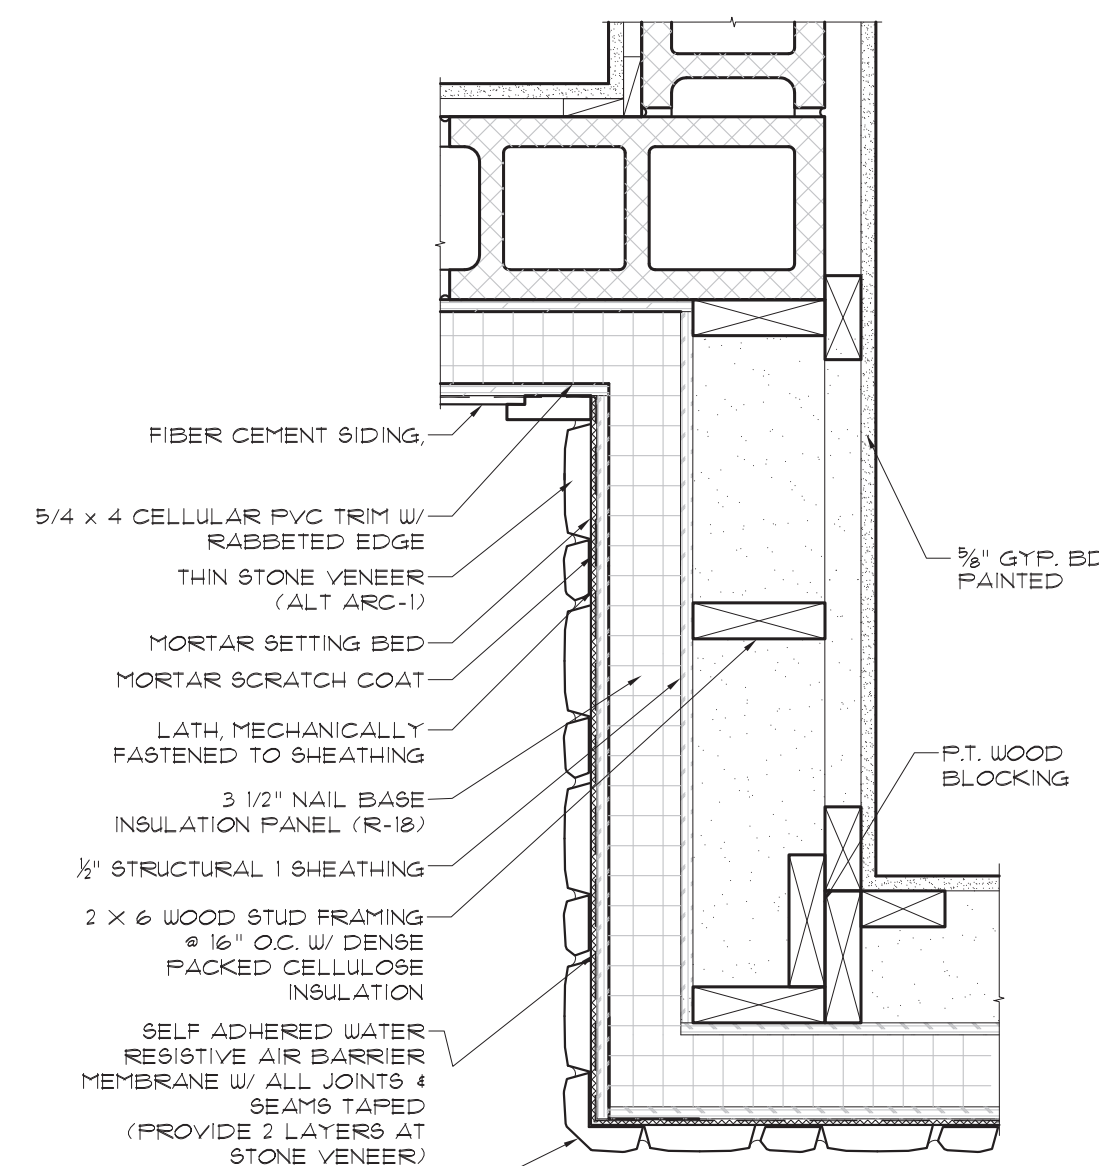 FIBER CEMENT SIDING,
5/4 x 4 CELLULAR PVC TRIM W/
RABBETED EDGE
THIN STONE VENEER
(ALT ARC-1)
MORTAR SETTING BED
MORTAR SCRATCH COAT
LATH, MECHANICALLY
FASTENED TO SHEATHING
3 1/2" NAIL BASE
INSULATION PANEL (R-18)
½" STRUCTURAL 1 SHEATHING
2 X 6 WOOD STUD FRAMING
@ 16" O.C. W/ DENSE
PACKED CELLULOSE
INSULATION
SELF ADHERED WATER
RESISTIVE AIR BARRIER
MEMBRANE W/ ALL JOINTS &
SEAMS TAPED
(PROVIDE 2 LAYERS AT
STONE VENEER)
⅝" GYP. BD
PAINTED
P.T. WOOD
BLOCKING